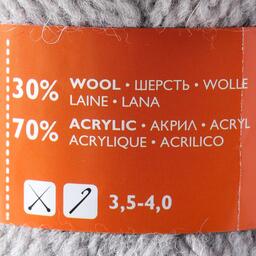 30% WOOL • ШЕРСТЬ • WOLLE
LAINE • LANA
70% ACRYLIC • АКРИЛ • ACRYL
ACRYLIQUE • ACRILICO
3,5-4,0